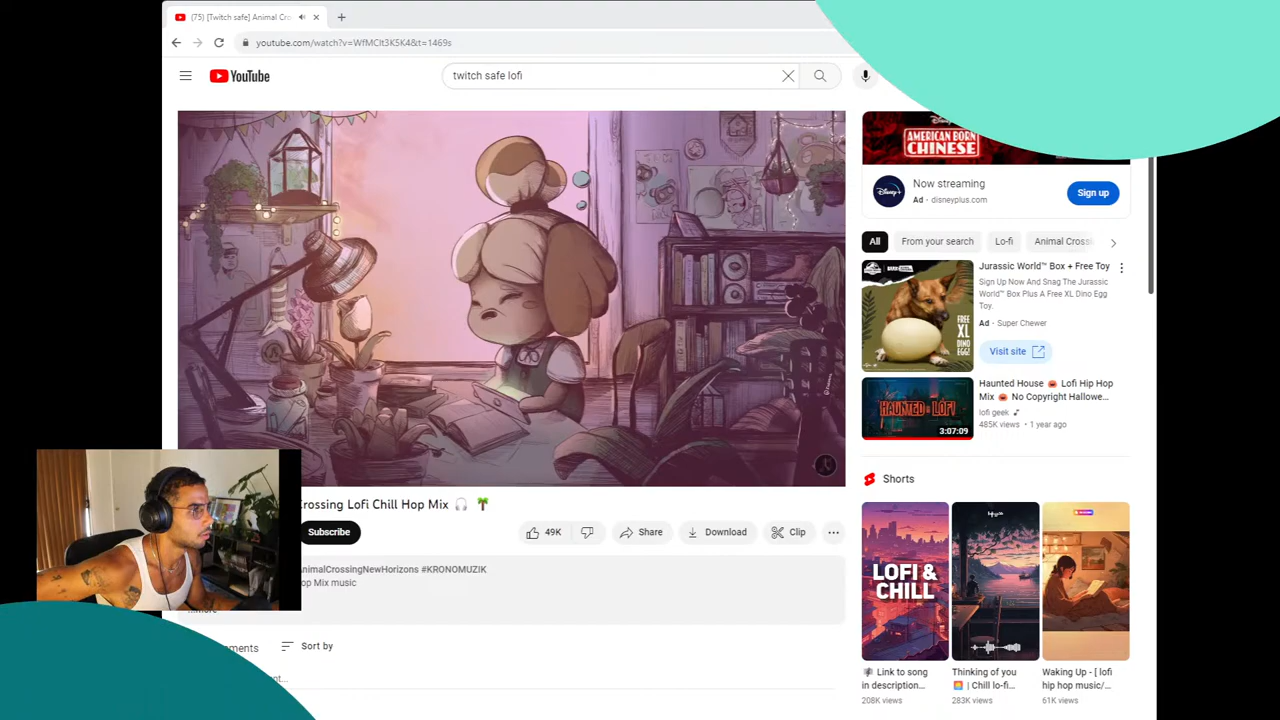 (75) [Twitch safe] Animal Cro
youtube.com/watch?v=WfMCIt3K5K4&t=1469s
YouTube
twitch safe lofi
AMERICAN BORN
CHINESE
Disney+
Now streaming
Ad · disneyplus.com
Sign up
All
From your search
Lo-fi
Animal Crossi
Jurassic World™ Box + Free Toy
Sign Up Now And Snag The Jurassic
World™ Box Plus A Free XL Dino Egg
Toy.
Ad · Super Chewer
Visit site
FREE
XL
DINO
EGG!
HAUNTED LOFI
3:07:09
Haunted House 🎃 Lofi Hip Hop
Mix 🎃 No Copyright Hallowe...
lofi geek
485K views · 1 year ago
Crossing Lofi Chill Hop Mix 🎧 🌴
Subscribe
49K
Share
Download
Clip
AnimalCrossingNewHorizons #KRONOMUZIK
op Mix music
...more
ments
Sort by
Shorts
LOFI &
CHILL
Link to song
in description...
208K views
Thinking of you
🌅 | Chill lo-fi...
283K views
Waking Up - [ lofi
hip hop music/...
61K views